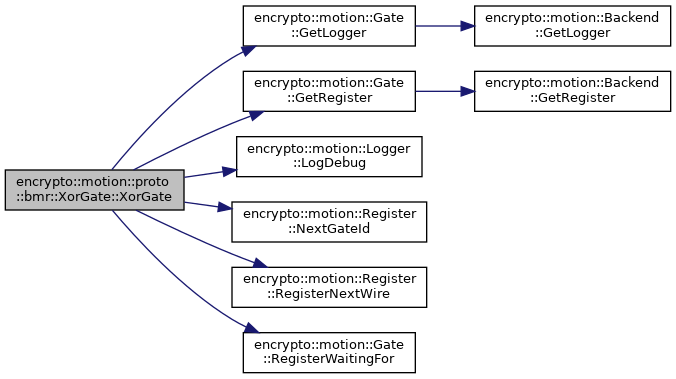 encrypto::motion::proto
::bmr::XorGate::XorGate
encrypto::motion::Gate
::GetLogger
encrypto::motion::Backend
::GetLogger
encrypto::motion::Gate
::GetRegister
encrypto::motion::Backend
::GetRegister
encrypto::motion::Logger
::LogDebug
encrypto::motion::Register
::NextGateId
encrypto::motion::Register
::RegisterNextWire
encrypto::motion::Gate
::RegisterWaitingFor